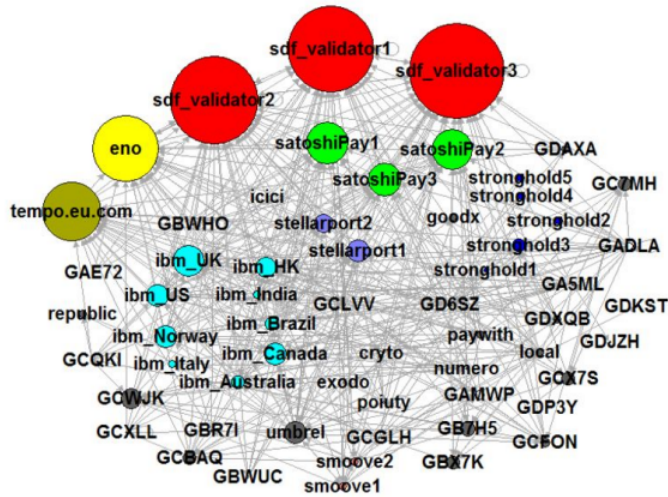 sdf_validator1
sdf_validator3
sdf_validator2
eno
satoshiPay1
satoshiPay2
GDAXA
satoshiPay3
stronghold5
GC7MH
icici
stronghold4
tempo.eu.com
GBWHO
stellarport2
goodx
stronghold2
stellarport1
stronghold3
GADLA
ibm_UK
ibm_HK
GAE72
stronghold1
GA5ML
ibm_US
ibm_India
GCLVV
GD6SZ
GDKST
republic
ibm_Brazil
GDXQB
ibm_Norway
paywith
GDJZH
GCQKI
ibm_Italy
ibm_Canada
cryto
local
numero
ibm_Australia
exodo
GCX7S
GCWJK
poiuty
GAMWP
GDP3Y
GCXLL
GBR7I
umbrel
GCGLH
GB7H5
GCFON
GCBAQ
smoove2
GBX7K
GBWUC
smoove1